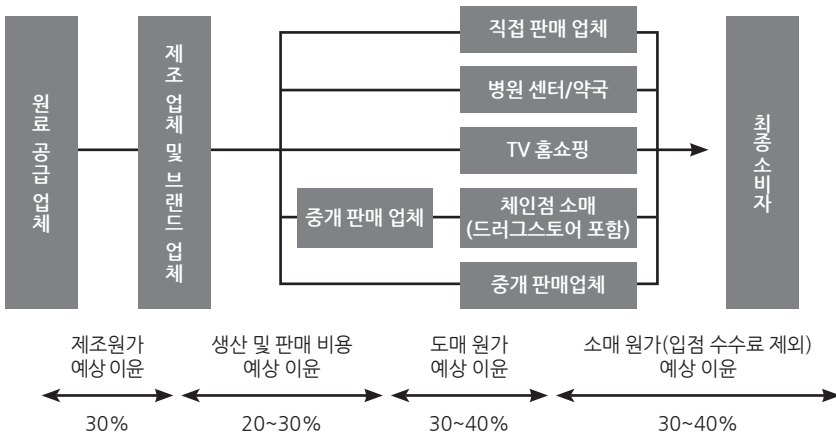 원료 공급 업체
제조 업체 및 브랜드 업체
직접 판매 업체
병원 센터/약국
TV 홈쇼핑
중개 판매 업체
체인점 소매
(드러그스토어 포함)
중개 판매업체
최종 소비자
제조원가
예상 이윤
생산 및 판매 비용
예상 이윤
도매 원가
예상 이윤
소매 원가(입점 수수료 제외)
예상 이윤
30%
20~30%
30~40%
30~40%